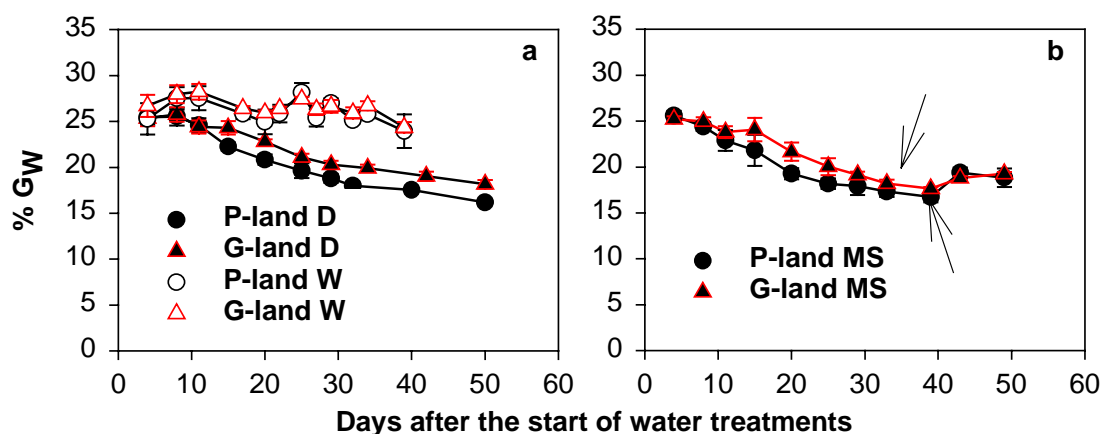 a
b
% GW
35
30
25
20
15
10
5
0
P-land D
G-land D
P-land W
G-land W
0 10 20 30 40 50 60
35
30
25
20
15
10
5
0
P-land MS
G-land MS
0 10 20 30 40 50 60
Days after the start of water treatments